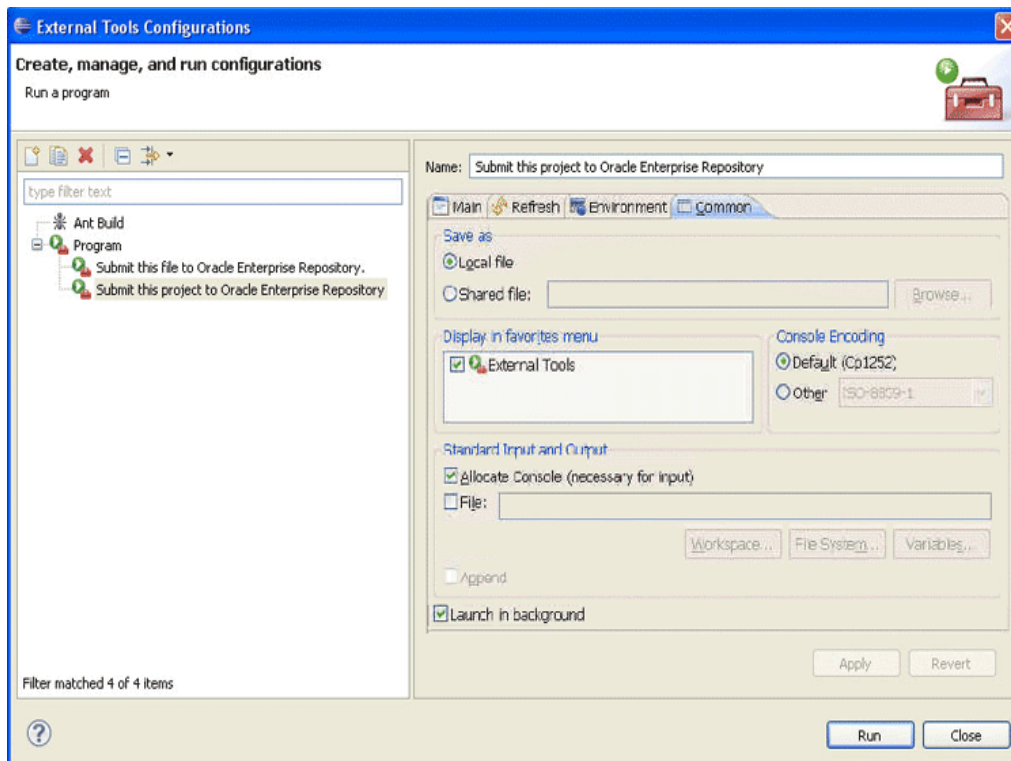 External Tools Configurations
Create, manage, and run configurations
Run a program
type filter text
Ant Build
Program
Submit this file to Oracle Enterprise Repository.
Submit this project to Oracle Enterprise Repository
Filter matched 4 of 4 items
Name: Submit this project to Oracle Enterprise Repository
Main Refresh Environment Common
Save as
Local file
Shared file: Browse...
Display in favorites menu
External Tools
Console Encoding
Default (Cp1252)
Other ISO-8859-1
Standard Input and Output
Allocate Console (necessary for input)
File:
Workspace... File System... Variables...
Append
Launch in background
Apply Revert
? Run Close